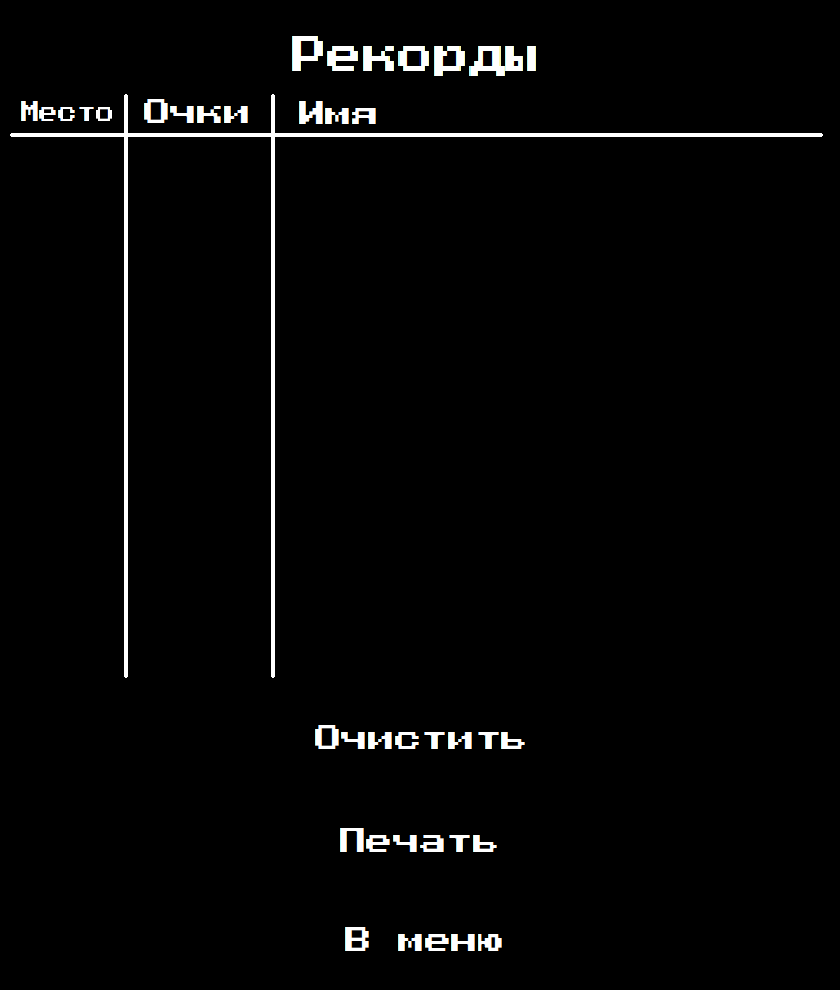 Рекорды
Место Очки Имя
Очистить
Печать
В меню